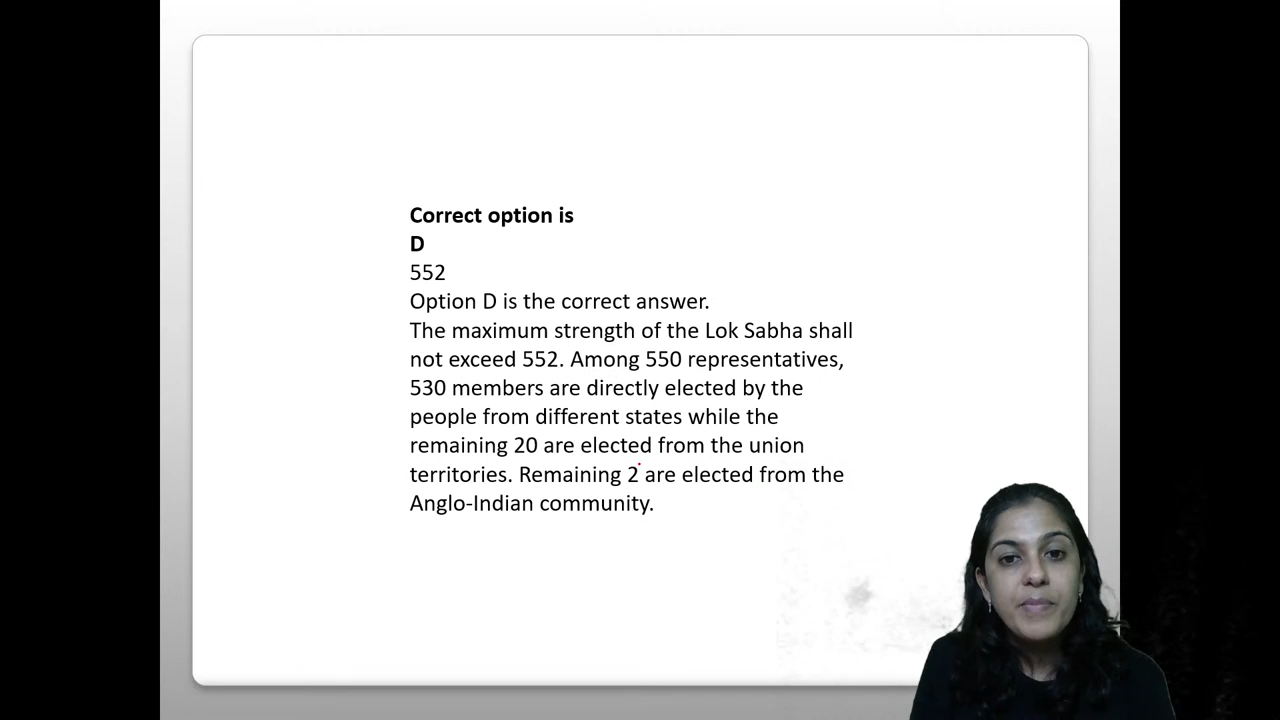 Correct option is
D
552
Option D is the correct answer.
The maximum strength of the Lok Sabha shall
not exceed 552. Among 550 representatives,
530 members are directly elected by the
people from different states while the
remaining 20 are elected from the union
territories. Remaining 2 are elected from the
Anglo-Indian community.